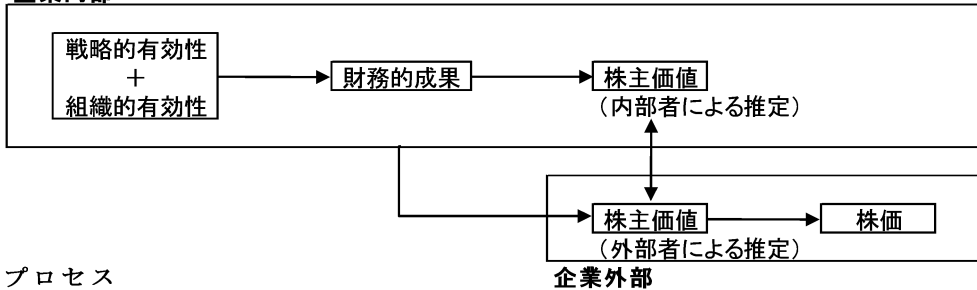 戦略的有効性
+
組織的有効性
財務的成果
株主価値
(内部者による推定)
株主価値
(外部者による推定)
株価
プロセス
企業外部